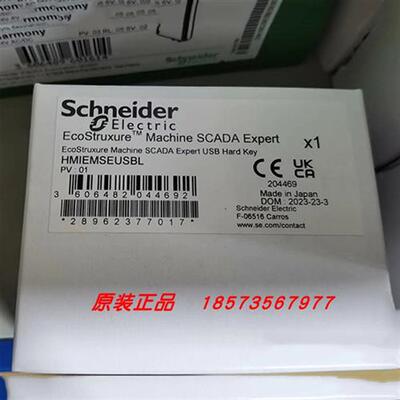 armony
harmony
Schneider
Electric
EcoStruxure™ Machine SCADA Expert
x1
EcoStruxure Machine SCADA Expert USB Hard Key
HMIEMSEUSBL
PV : 01
3 606482 044692
*28962377017*
CE UK CA
204469
Made in Japan
DOM : 2023-23-3
Schneider Electric
F-06516 Carros
www.se.com/contact
原装正品 18573567977